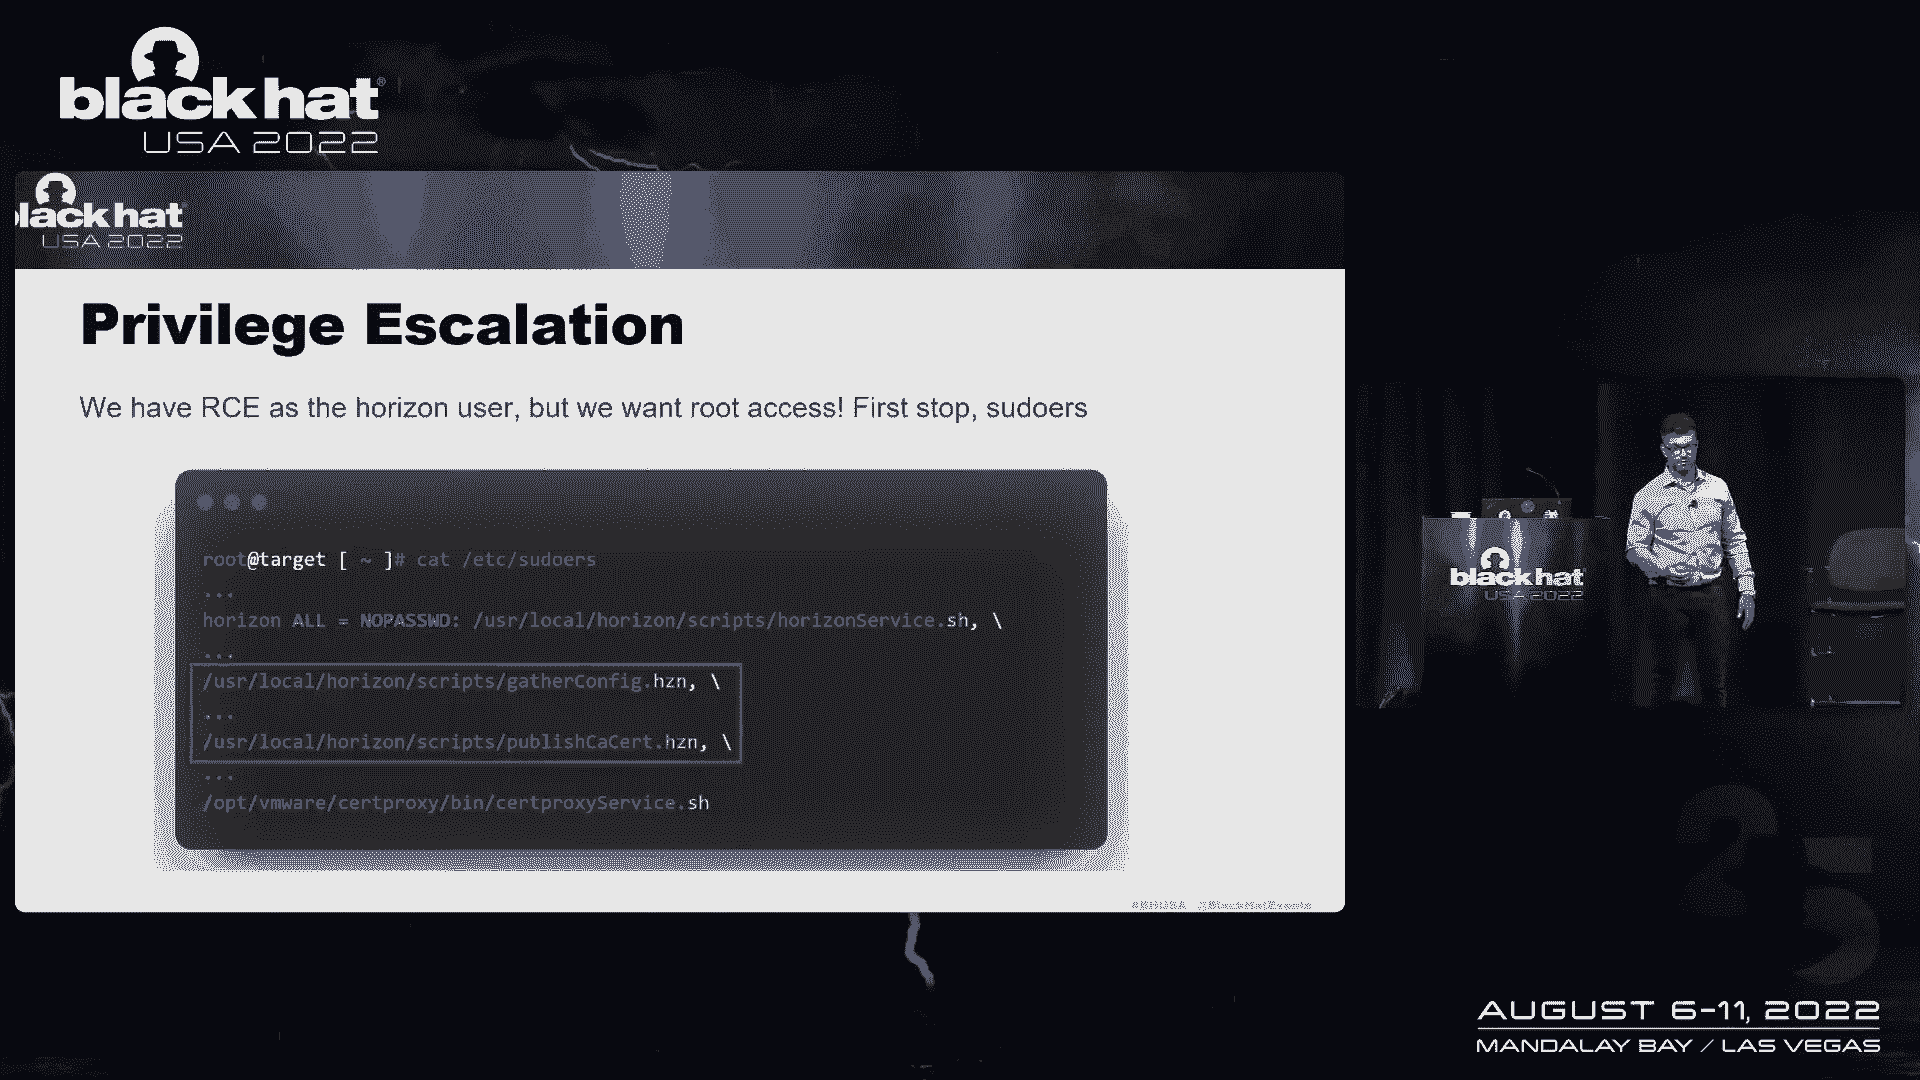 black hat®
USA 2022
black hat
USA 2022
Privilege Escalation
We have RCE as the horizon user, but we want root access! First stop, sudoers
root@target [ ~ ]# cat /etc/sudoers
...
horizon ALL = NOPASSWD: /usr/local/horizon/scripts/horizonService.sh, \
...
/usr/local/horizon/scripts/gatherConfig.hzn, \
...
/usr/local/horizon/scripts/publishCaCert.hzn, \
...
/opt/vmware/certproxy/bin/certproxyService.sh
#BHUSA @BlackHatEvents
black hat
USA 2022
25
AUGUST 6-11, 2022
MANDALAY BAY / LAS VEGAS